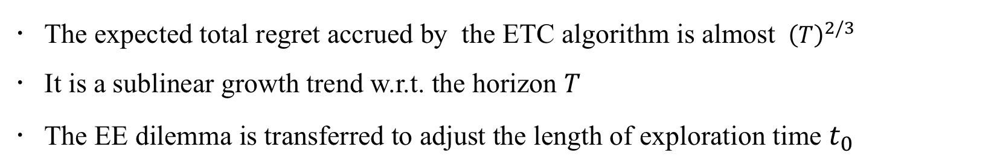 · The expected total regret accrued by the ETC algorithm is almost (T)^{2/3}
· It is a sublinear growth trend w.r.t. the horizon T
· The EE dilemma is transferred to adjust the length of exploration time t_0